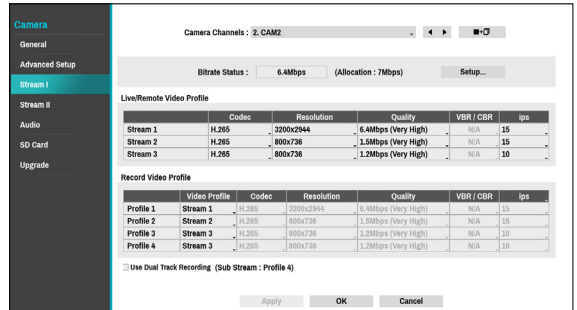 Camera
General
Advanced Setup
Stream I
Stream II
Audio
SD Card
Upgrade
Camera Channels : 2. CAM2
Bitrate Status : 6.4Mbps (Allocation : 7Mbps) Setup...
Live/Remote Video Profile
Codec Resolution Quality VBR / CBR ips
Stream 1 H.265 3200x2944 6.4Mbps (Very High) N/A 15
Stream 2 H.265 800x736 1.5Mbps (Very High) N/A 15
Stream 3 H.265 800x736 1.2Mbps (Very High) N/A 10
Record Video Profile
Video Profile Codec Resolution Quality VBR / CBR ips
Profile 1 Stream 1 H.265 3200x2944 6.4Mbps (Very High) N/A 15
Profile 2 Stream 2 H.265 800x736 1.5Mbps (Very High) N/A 15
Profile 3 Stream 3 H.265 800x736 1.2Mbps (Very High) N/A 10
Profile 4 Stream 3 H.265 800x736 1.2Mbps (Very High) N/A 10
Use Dual Track Recording (Sub Stream : Profile 4)
Apply OK Cancel